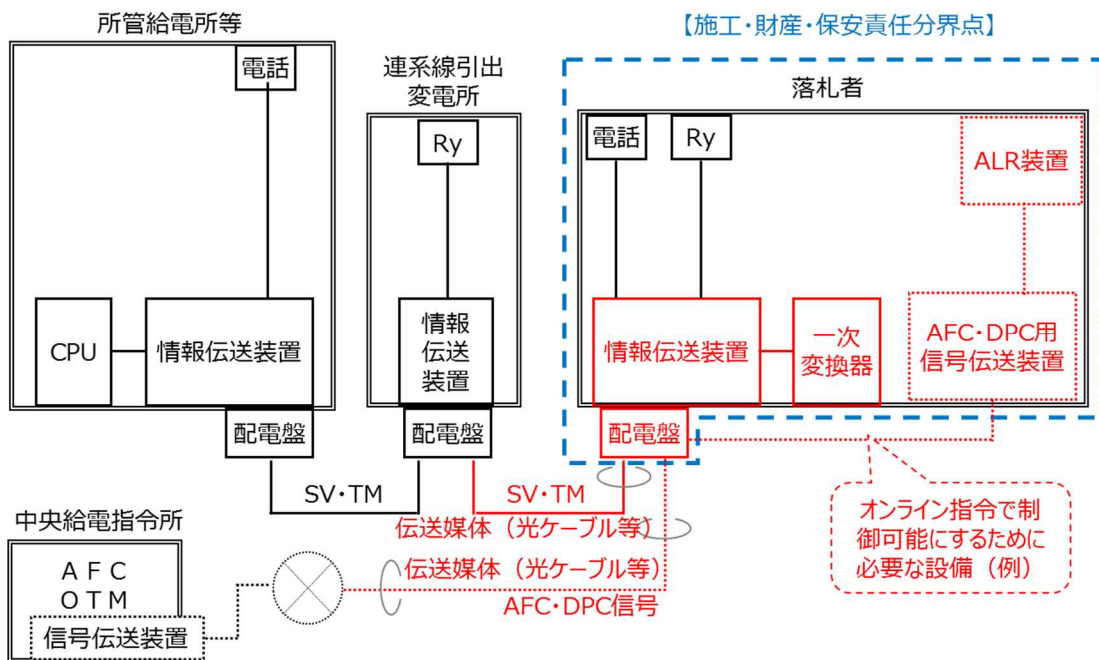 所管給電所等
電話
CPU
情報伝送装置
配電盤
連系線引出
変電所
Ry
情報
伝送
装置
配電盤
【施工・財産・保安責任分界点】
落札者
電話
Ry
ALR装置
情報伝送装置
一次
変換器
AFC・DPC用
信号伝送装置
配電盤
SV・TM
SV・TM
伝送媒体（光ケーブル等）
伝送媒体（光ケーブル等）
AFC・DPC信号
オンライン指令で制
御可能にするために
必要な設備（例）
中央給電指令所
ＡＦＣ
ＯＴＭ
信号伝送装置